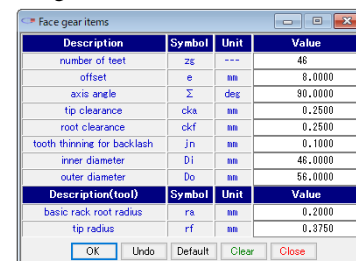 Face gear items
Description Symbol Unit Value
number of teet zg --- 46
offset e mm 8.0000
axis angle Σ deg 90.0000
tip clearance cka mm 0.2500
root clearance ckf mm 0.2500
tooth thinning for backlash jn mm 0.1000
inner diameter Di mm 46.0000
outer diameter Do mm 56.0000
Description(tool) Symbol Unit Value
basic rack root radius ra mm 0.2000
tip radius rf mm 0.3750
OK Undo Default Clear Close